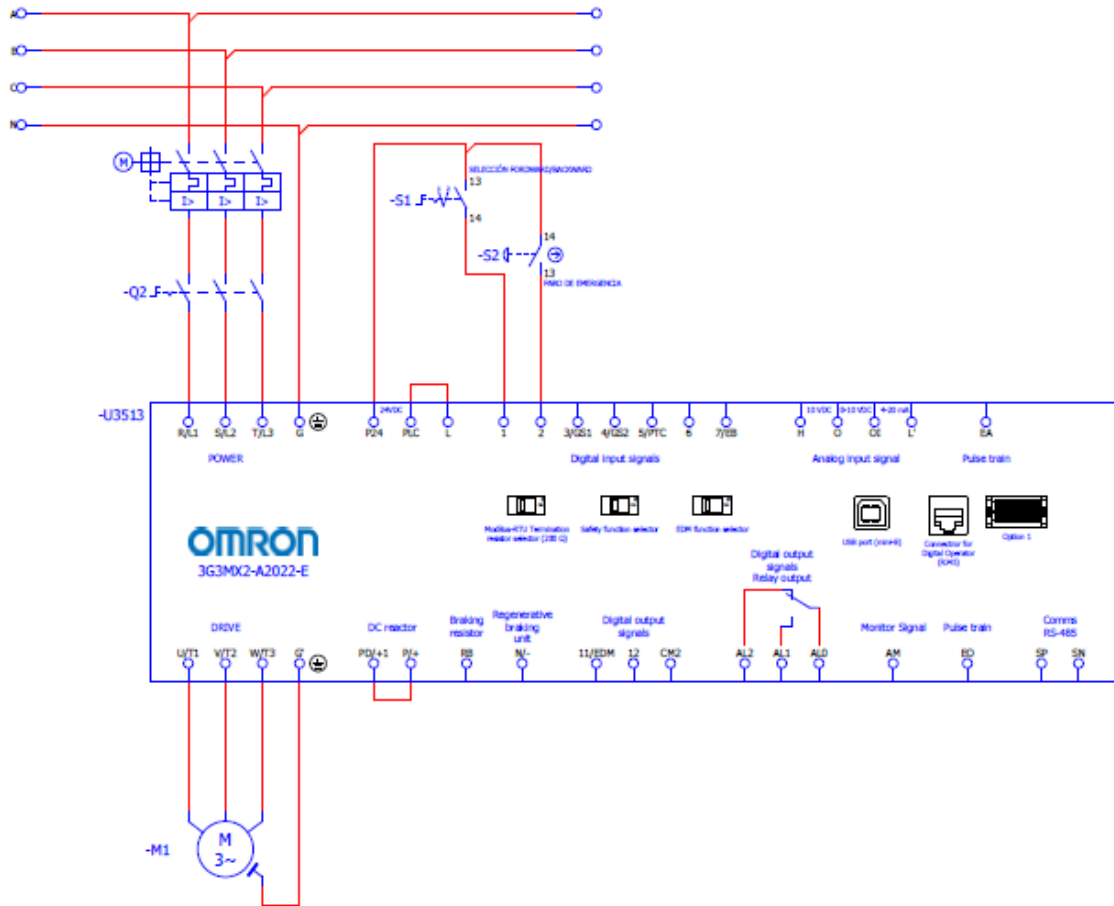 A
B
C
N
M
I> I> I>
SELECCIÓN FORDWARD/BACKWARD
13
-S1
14
14
-S2
13
PARO DE EMERGENCIA
-Q2
-U3513
24VDC
10 VDC 0-10 VDC 4-20 mA
R/L1 S/L2 T/L3 G P24 PLC L 1 2 3/GS1 4/GS2 5/PTC 6 7/EB H O OI L' EA
POWER Digital Input signals Analog input signal Pulse train
ModBus-RTU Termination
resistor selector (200 Ω)
Safety function selector
EDM function selector
USB port (mini-B)
Connector for
Digital Operator
(RJ45)
Option 1
OMRON
3G3MX2-A2022-E
Digital output
signals
Relay output
DRIVE
DC reactor
Braking
resistor
Regenerative
braking
unit
Digital output
signals
Monitor Signal
Pulse train
Comms
RS-485
U/T1 V/T2 W/T3 G' PD/+1 P/+ RB N/- 11/EDM 12 CM2 AL2 AL1 AL0 AM EO SP SN
-M1
M
3~